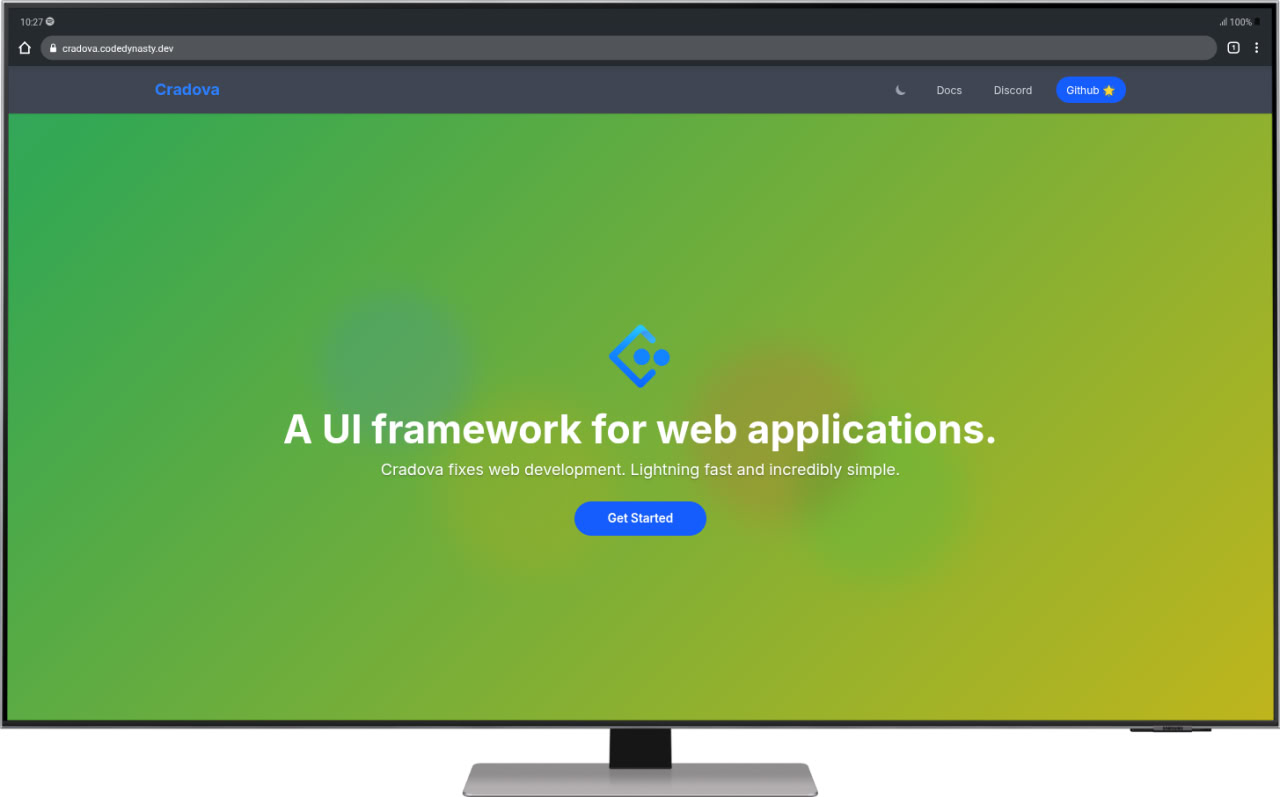 10:27
100%
cradova.codedynasty.dev
1
Cradova
Docs
Discord
Github ⭐
A UI framework for web applications.
Cradova fixes web development. Lightning fast and incredibly simple.
Get Started